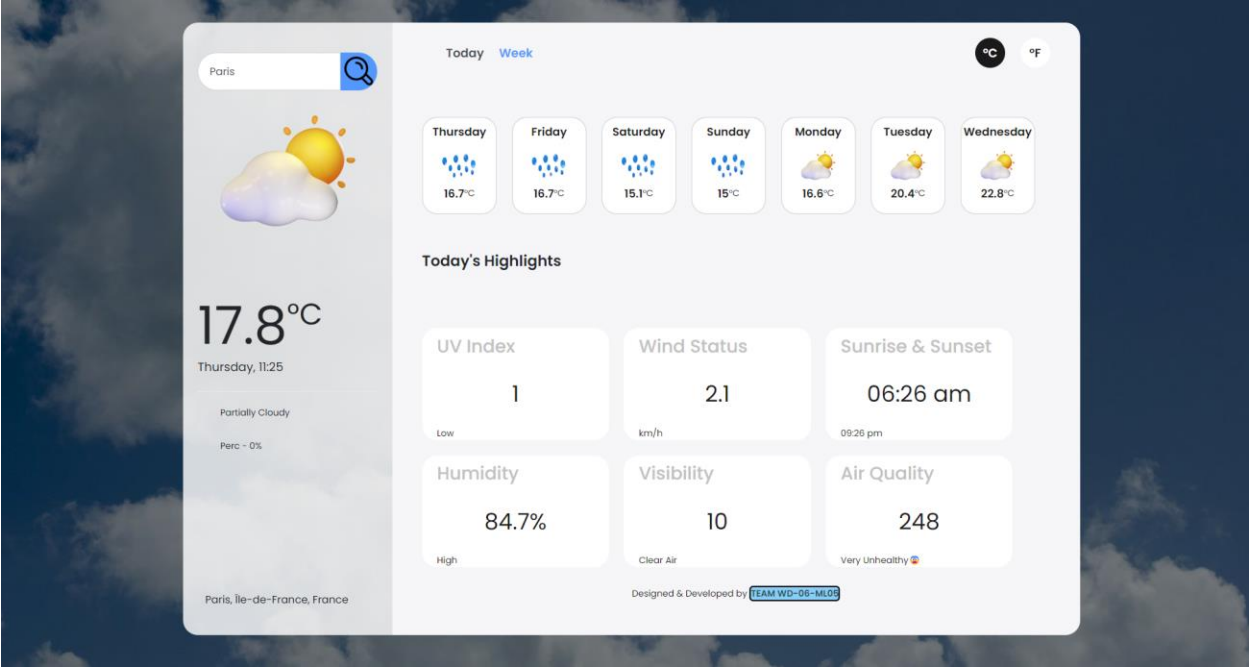 Paris
17.8°C
Thursday, 11:25
Partially Cloudy
Perc - 0%
Paris, Île-de-France, France
Today Week
°C °F
Thursday Friday Saturday Sunday Monday Tuesday Wednesday
16.7°C 16.7°C 15.1°C 15°C 16.6°C 20.4°C 22.8°C
Today's Highlights
UV Index
1
Low
Wind Status
2.1
km/h
Sunrise & Sunset
06:26 am
09:26 pm
Humidity
84.7%
High
Visibility
10
Clear Air
Air Quality
248
Very Unhealthy 😨
Designed & Developed by TEAM WD-06-ML05